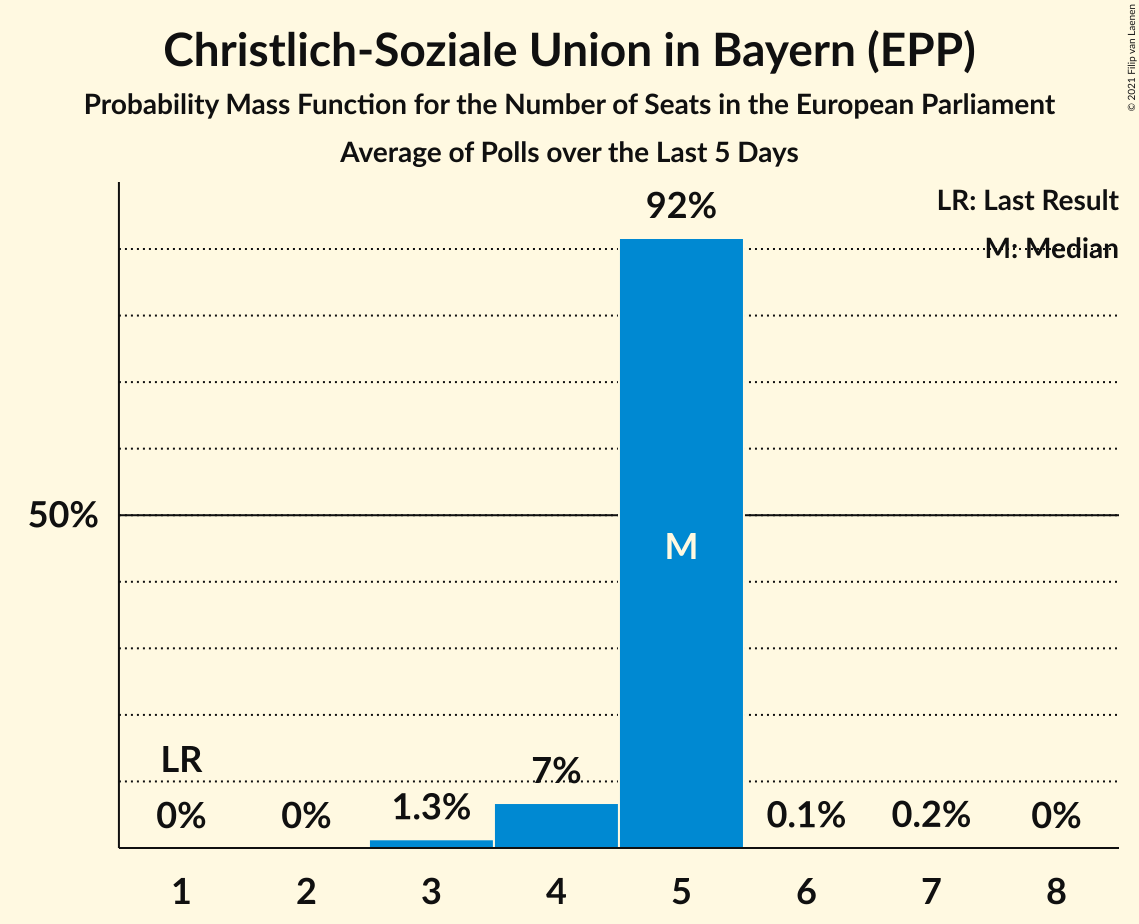 Christlich-Soziale Union in Bayern (EPP)
Probability Mass Function for the Number of Seats in the European Parliament
Average of Polls over the Last 5 Days
© 2021 Filip van Laenen
LR: Last Result
M: Median
92%
50%
M
LR
0%
0%
1.3%
7%
0.1%
0.2%
0%
1
2
3
4
5
6
7
8